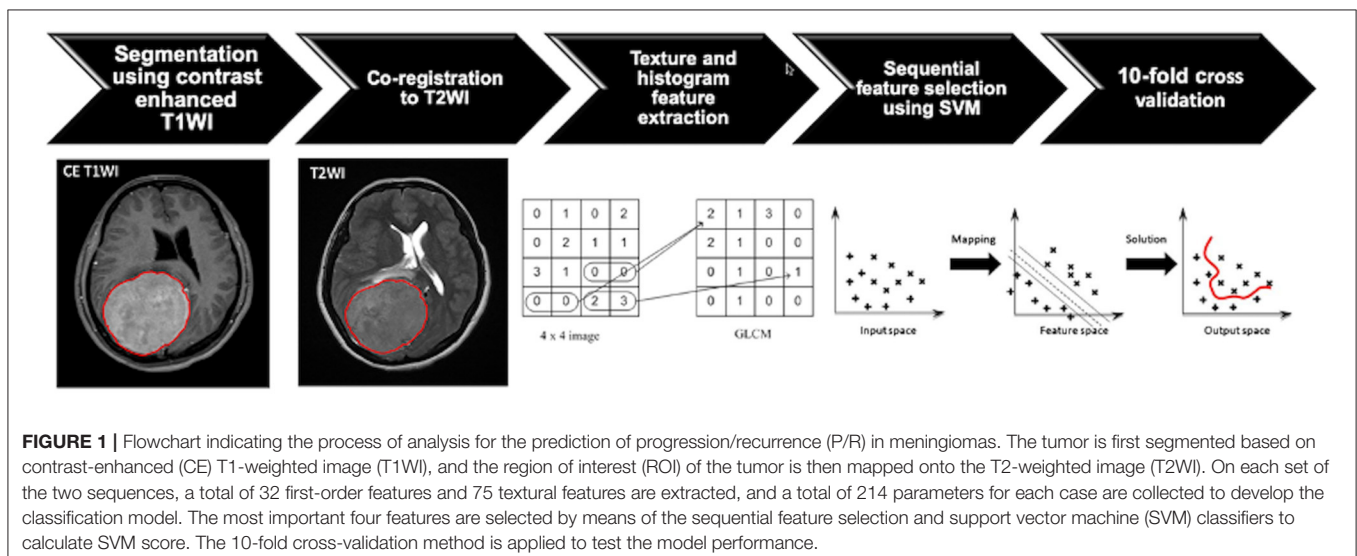 Segmentation
using contrast
enhanced
T1WI
Co-registration
to T2WI
Texture and
histogram
feature
extraction
Sequential
feature selection
using SVM
10-fold cross
validation
CE T1WI
T2WI
0 1 0 2
0 2 1 1
3 1 0 0
0 0 2 3
4 x 4 image
2 1 3 0
2 1 0 0
0 1 0 1
0 1 0 0
GLCM
Input space
Mapping
Feature space
Solution
Output space
FIGURE 1 | Flowchart indicating the process of analysis for the prediction of progression/recurrence (P/R) in meningiomas. The tumor is first segmented based on
contrast-enhanced (CE) T1-weighted image (T1WI), and the region of interest (ROI) of the tumor is then mapped onto the T2-weighted image (T2WI). On each set of
the two sequences, a total of 32 first-order features and 75 textural features are extracted, and a total of 214 parameters for each case are collected to develop the
classification model. The most important four features are selected by means of the sequential feature selection and support vector machine (SVM) classifiers to
calculate SVM score. The 10-fold cross-validation method is applied to test the model performance.